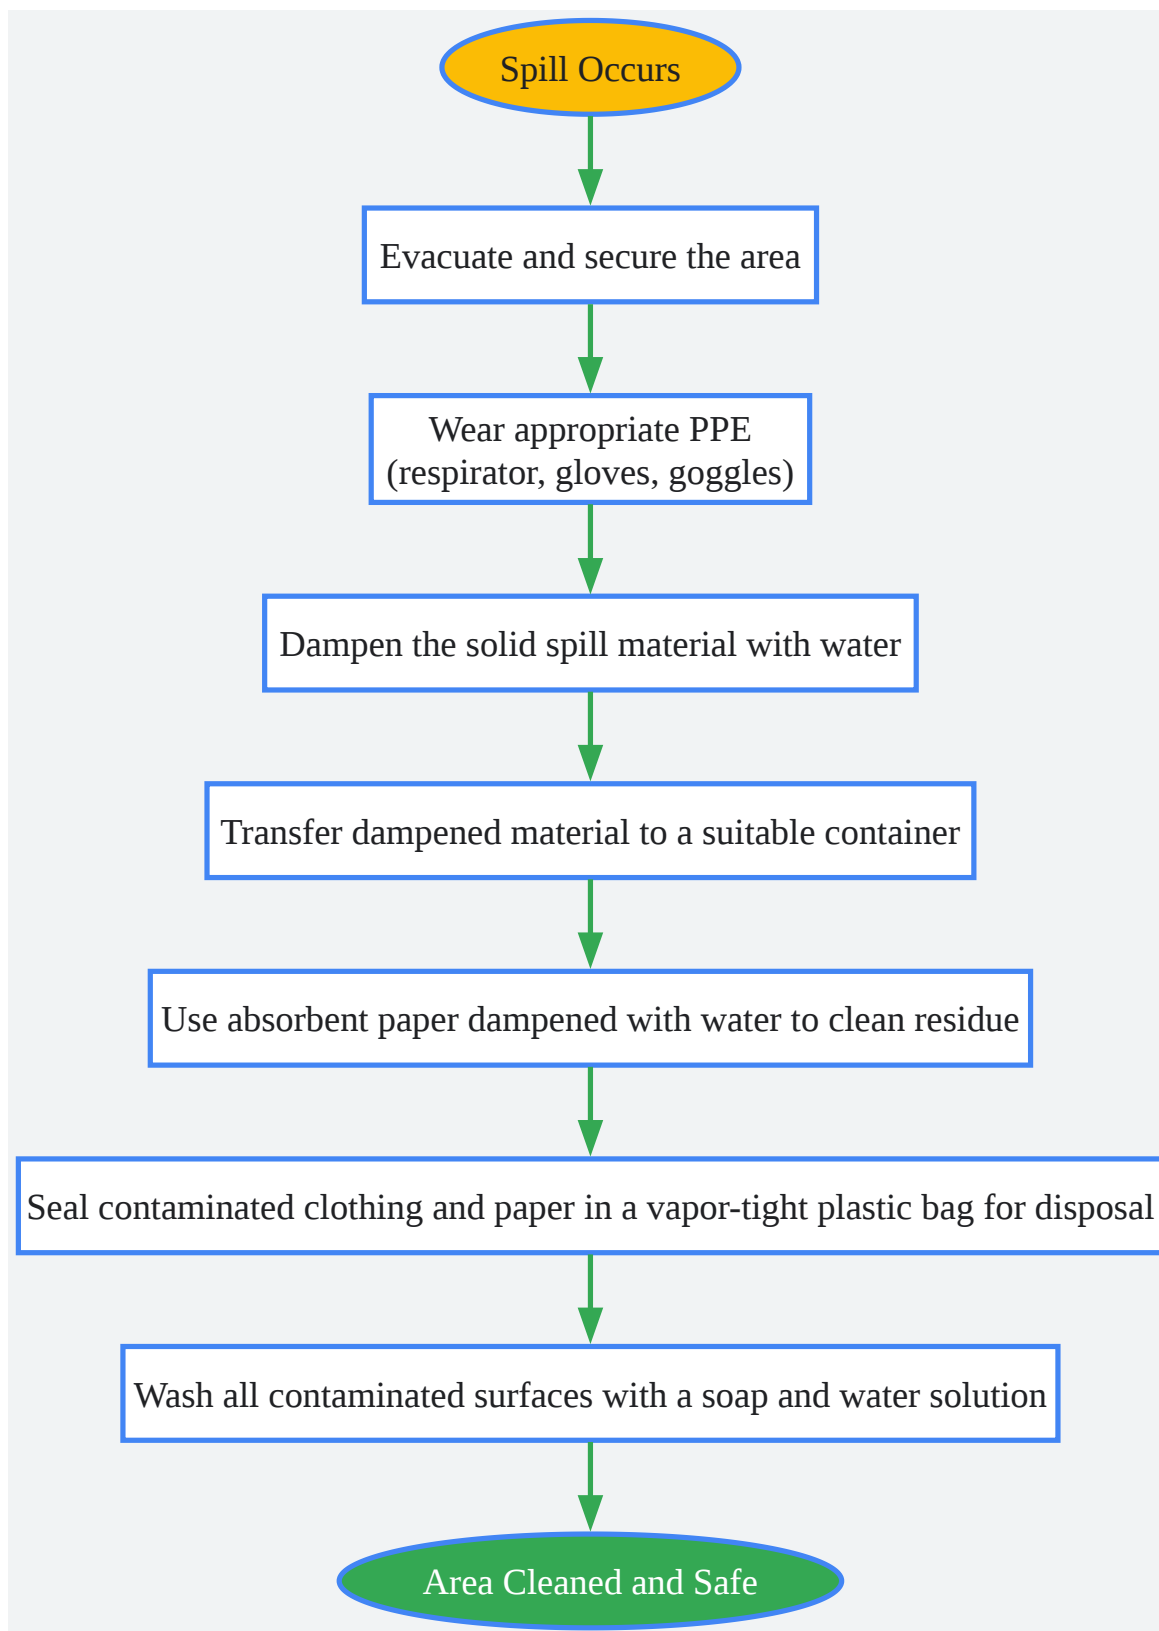 Spill Occurs
Evacuate and secure the area
Wear appropriate PPE
(respirator, gloves, goggles)
Dampen the solid spill material with water
Transfer dampened material to a suitable container
Use absorbent paper dampened with water to clean residue
Seal contaminated clothing and paper in a vapor-tight plastic bag for disposal
Wash all contaminated surfaces with a soap and water solution
Area Cleaned and Safe